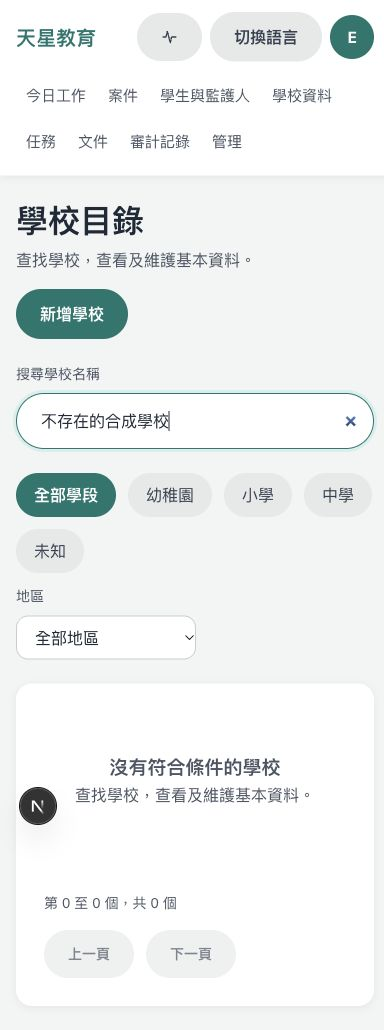 天星教育
切換語言
E
今日工作 案件 學生與監護人 學校資料
任務 文件 審計記錄 管理
學校目錄
查找學校，查看及維護基本資料。
新增學校
搜尋學校名稱
不存在的合成學校
全部學段 幼稚園 小學 中學
未知
地區
全部地區
沒有符合條件的學校
查找學校，查看及維護基本資料。
N
第 0 至 0 個，共 0 個
上一頁 下一頁